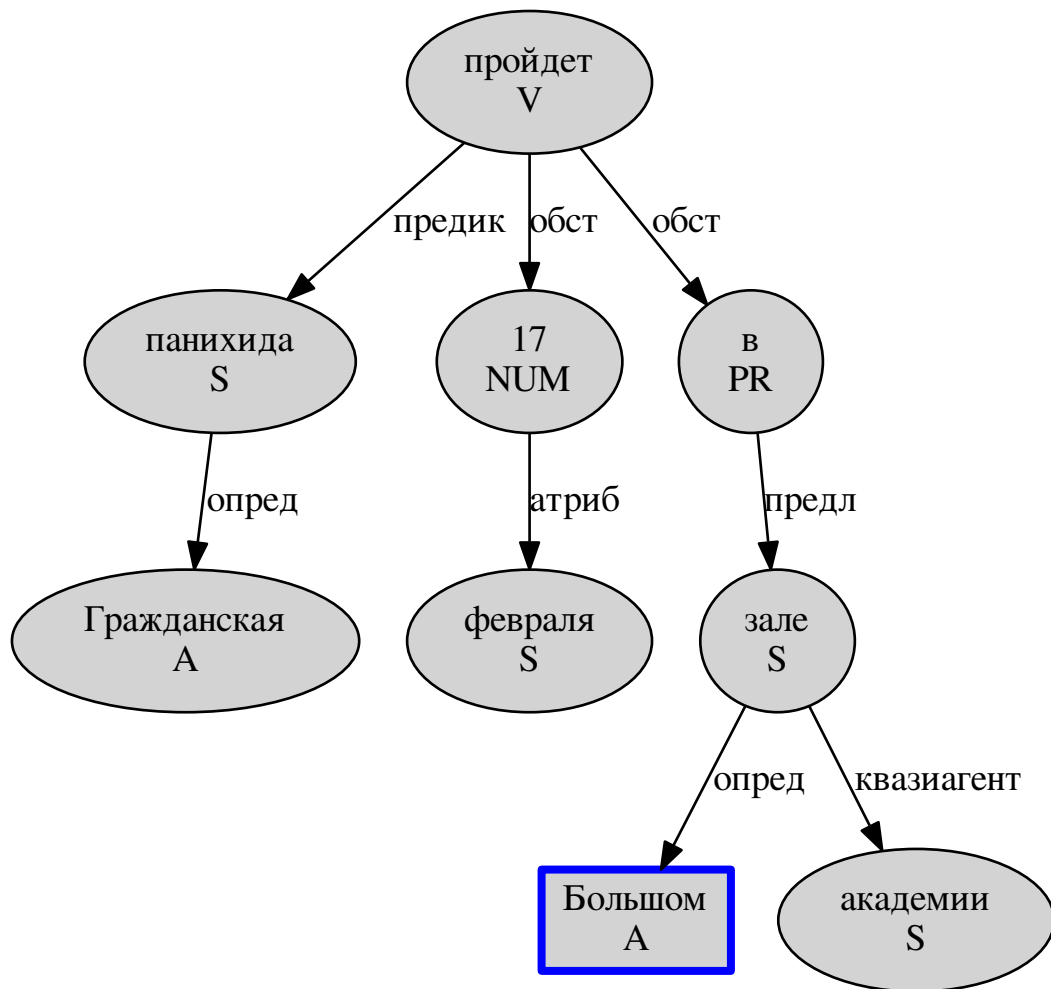 пройдет
V
предик
обст
обст
панихида
S
17
NUM
в
PR
опред
атриб
предл
Гражданская
A
февраля
S
зале
S
опред
квазиагент
Большом
A
академии
S